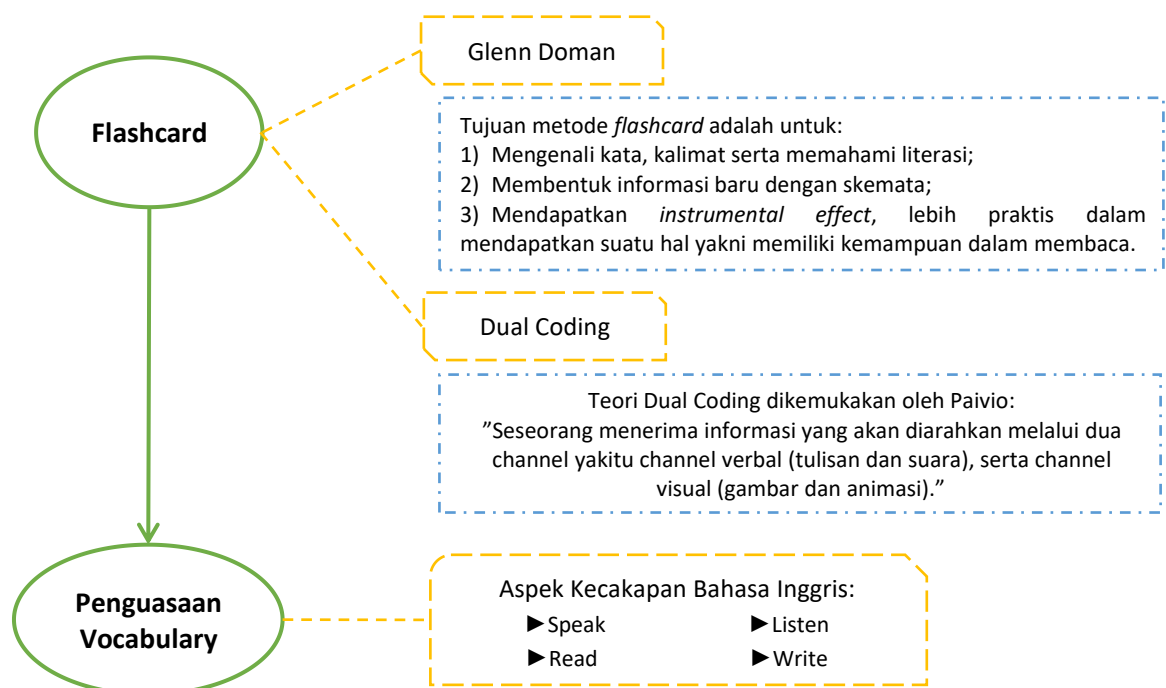 Glenn Doman
Flashcard
Tujuan metode flashcard adalah untuk:
1) Mengenali kata, kalimat serta memahami literasi;
2) Membentuk informasi baru dengan skemata;
3) Mendapatkan instrumental effect, lebih praktis dalam
mendapatkan suatu hal yakni memiliki kemampuan dalam membaca.
Dual Coding
Teori Dual Coding dikemukakan oleh Paivio:
”Seseorang menerima informasi yang akan diarahkan melalui dua
channel yakitu channel verbal (tulisan dan suara), serta channel
visual (gambar dan animasi).”
Penguasaan
Vocabulary
Aspek Kecakapan Bahasa Inggris:
►Speak ►Listen
►Read ►Write